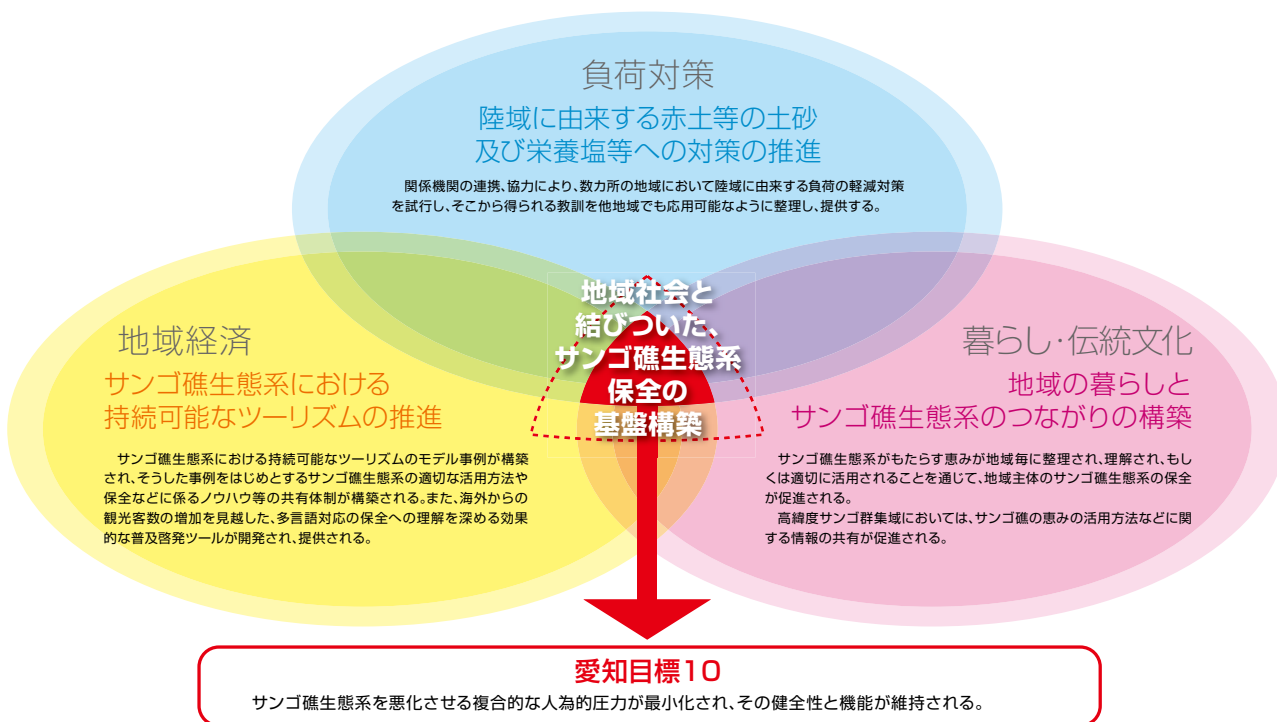 負荷対策
陸域に由来する赤土等の土砂
及び栄養塩等への対策の推進
関係機関の連携、協力により、数カ所の地域において陸域に由来する負荷の軽減対策
を試行し、そこから得られる教訓を他地域でも応用可能なように整理し、提供する。
地域社会と
結びついた、
サンゴ礁生態系
保全の
基盤構築
地域経済
サンゴ礁生態系における
持続可能なツーリズムの推進
サンゴ礁生態系における持続可能なツーリズムのモデル事例が構築
され、そうした事例をはじめとするサンゴ礁生態系の適切な活用方法や
保全などに係るノウハウ等の共有体制が構築される。また、海外からの
観光客数の増加を見越した、多言語対応の保全への理解を深める効果
的な普及啓発ツールが開発され、提供される。
暮らし・伝統文化
地域の暮らしと
サンゴ礁生態系のつながりの構築
サンゴ礁生態系がもたらす恵みが地域毎に整理され、理解され、もし
くは適切に活用されることを通じて、地域主体のサンゴ礁生態系の保全
が促進される。
高緯度サンゴ群集域においては、サンゴ礁の恵みの活用方法などに関
する情報の共有が促進される。
愛知目標10
サンゴ礁生態系を悪化させる複合的な人為的圧力が最小化され、その健全性と機能が維持される。